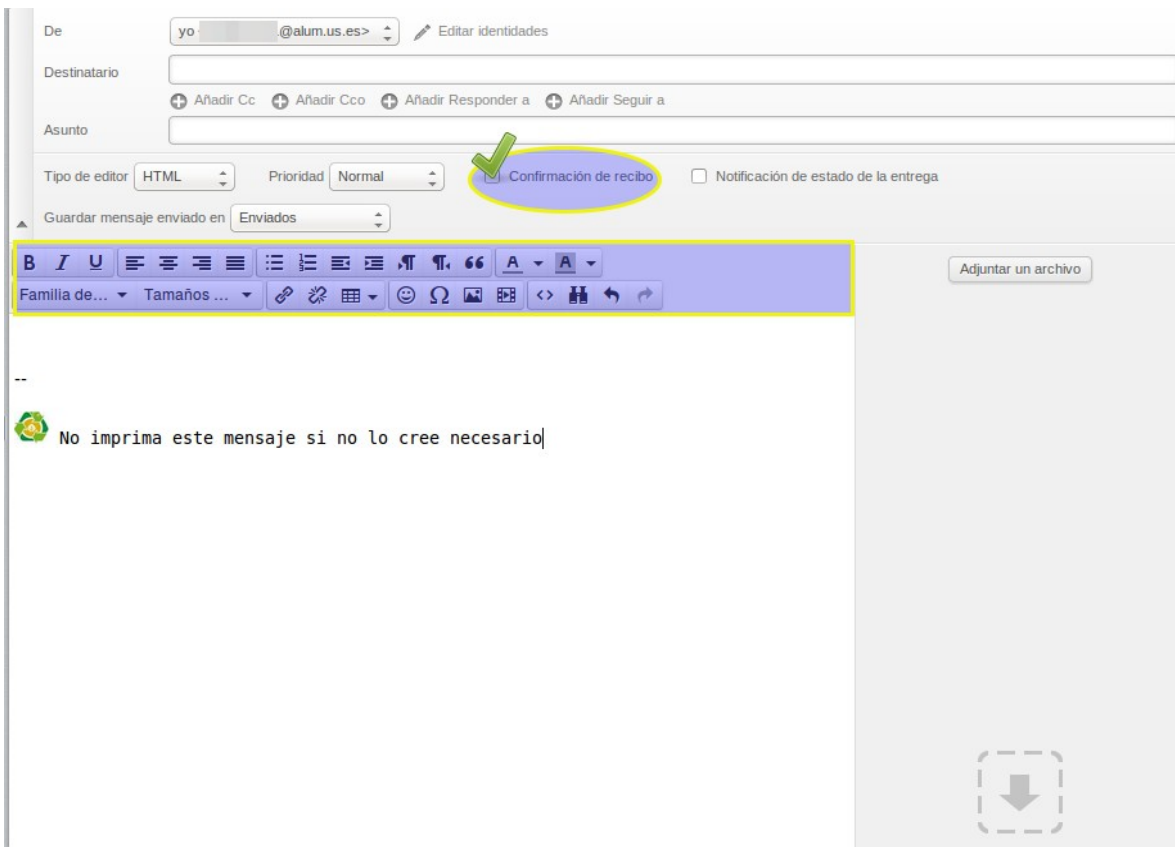 De yo @alum.us.es> Editar identidades
Destinatario
Añadir Cc Añadir Cco Añadir Responder a Añadir Seguir a
Asunto
Tipo de editor HTML Prioridad Normal Confirmación de recibo Notificación de estado de la entrega
Guardar mensaje enviado en Enviados
B I U A A
Familia de... Tamaños ... Ω
Adjuntar un archivo
--
No imprima este mensaje si no lo cree necesario